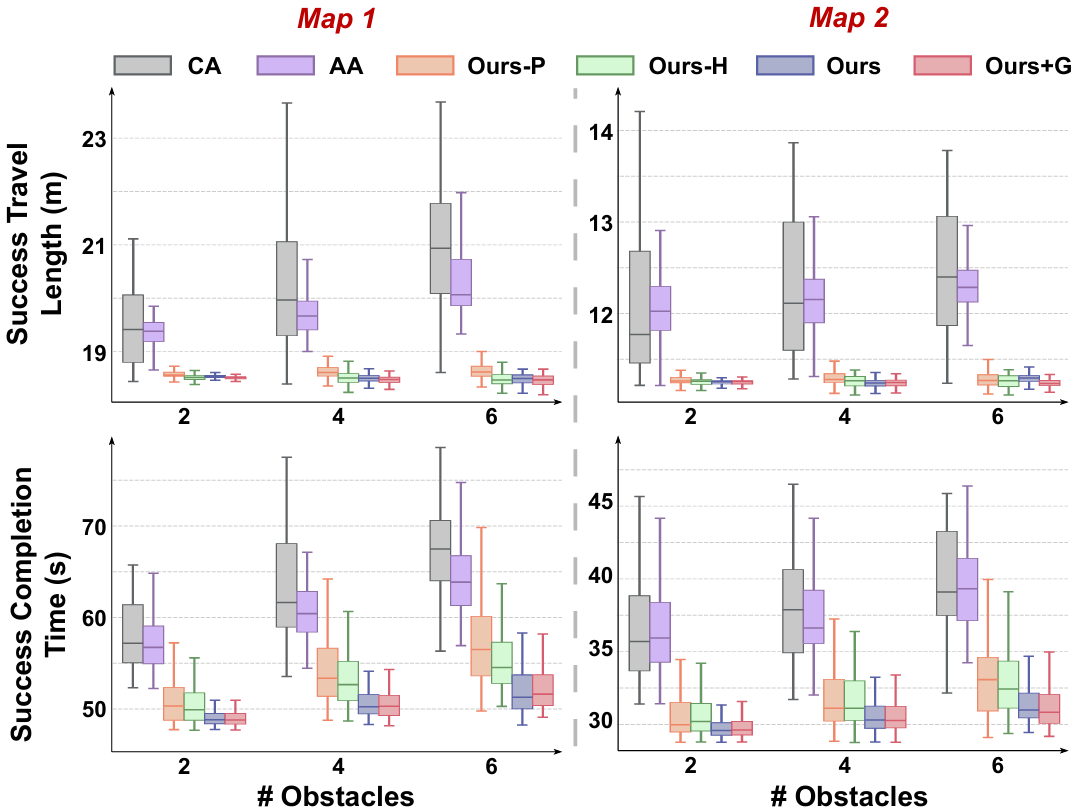 Map 1
Map 2
CA
AA
Ours-P
Ours-H
Ours
Ours+G
Success Travel
Length (m)
23
21
19
2
4
6
14
13
12
2
4
6
Success Completion
Time (s)
70
60
50
2
4
6
# Obstacles
45
40
35
30
2
4
6
# Obstacles